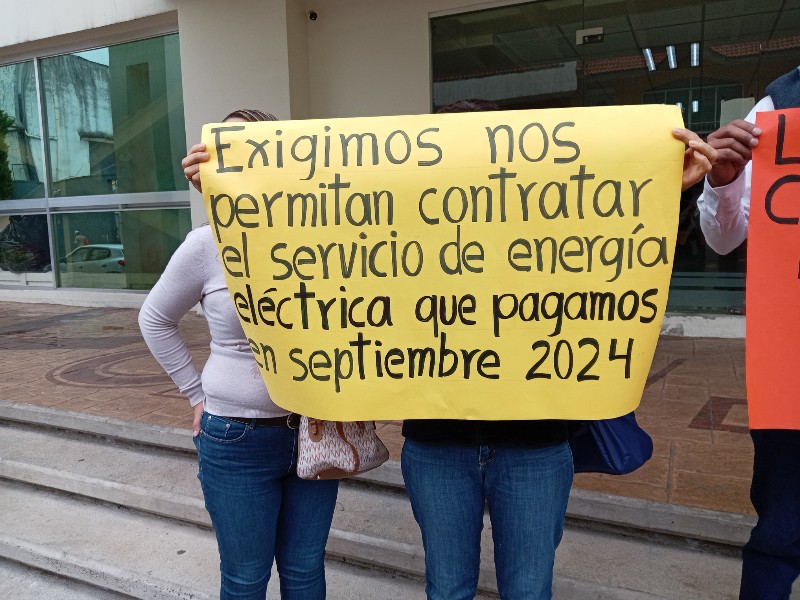 Exigimos nos
permitan contratar
el servicio de energía
eléctrica que pagamos
en septiembre 2024
L
C